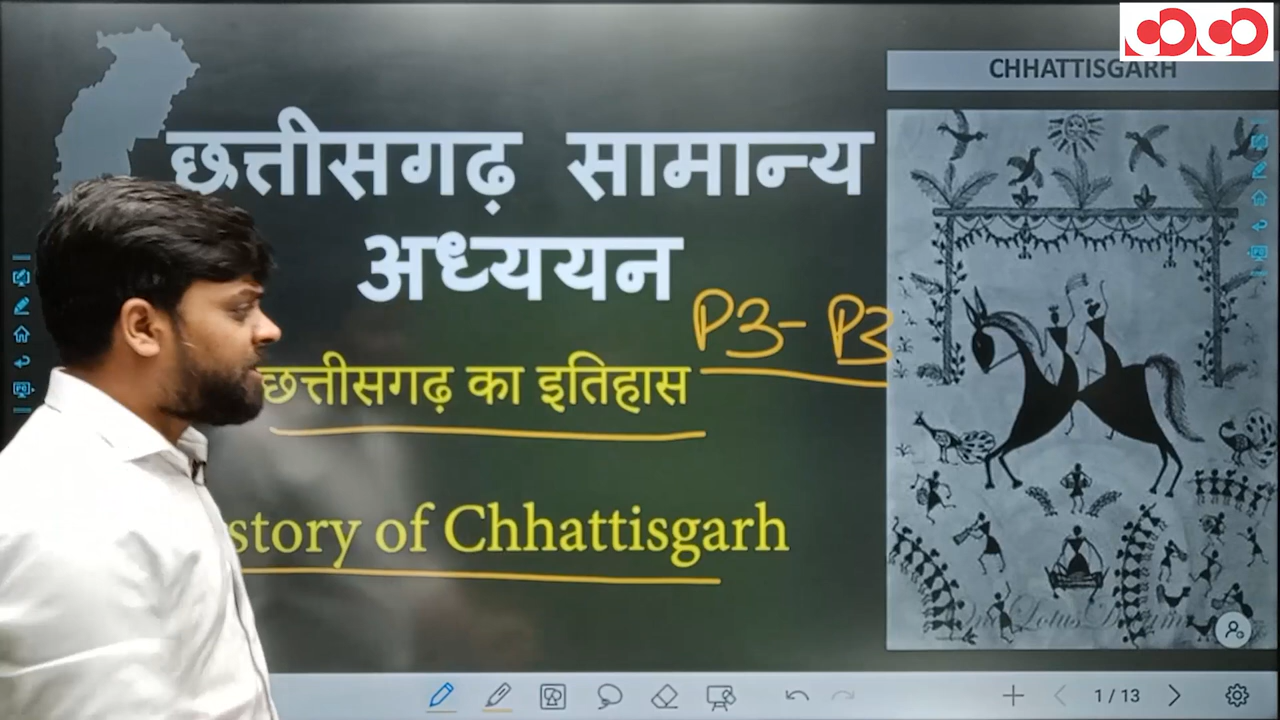 CHHATTISGARH
छत्तीसगढ़ सामान्य
अध्ययन
P3- P3
छत्तीसगढ़ का इतिहास
story of Chhattisgarh
1 / 13